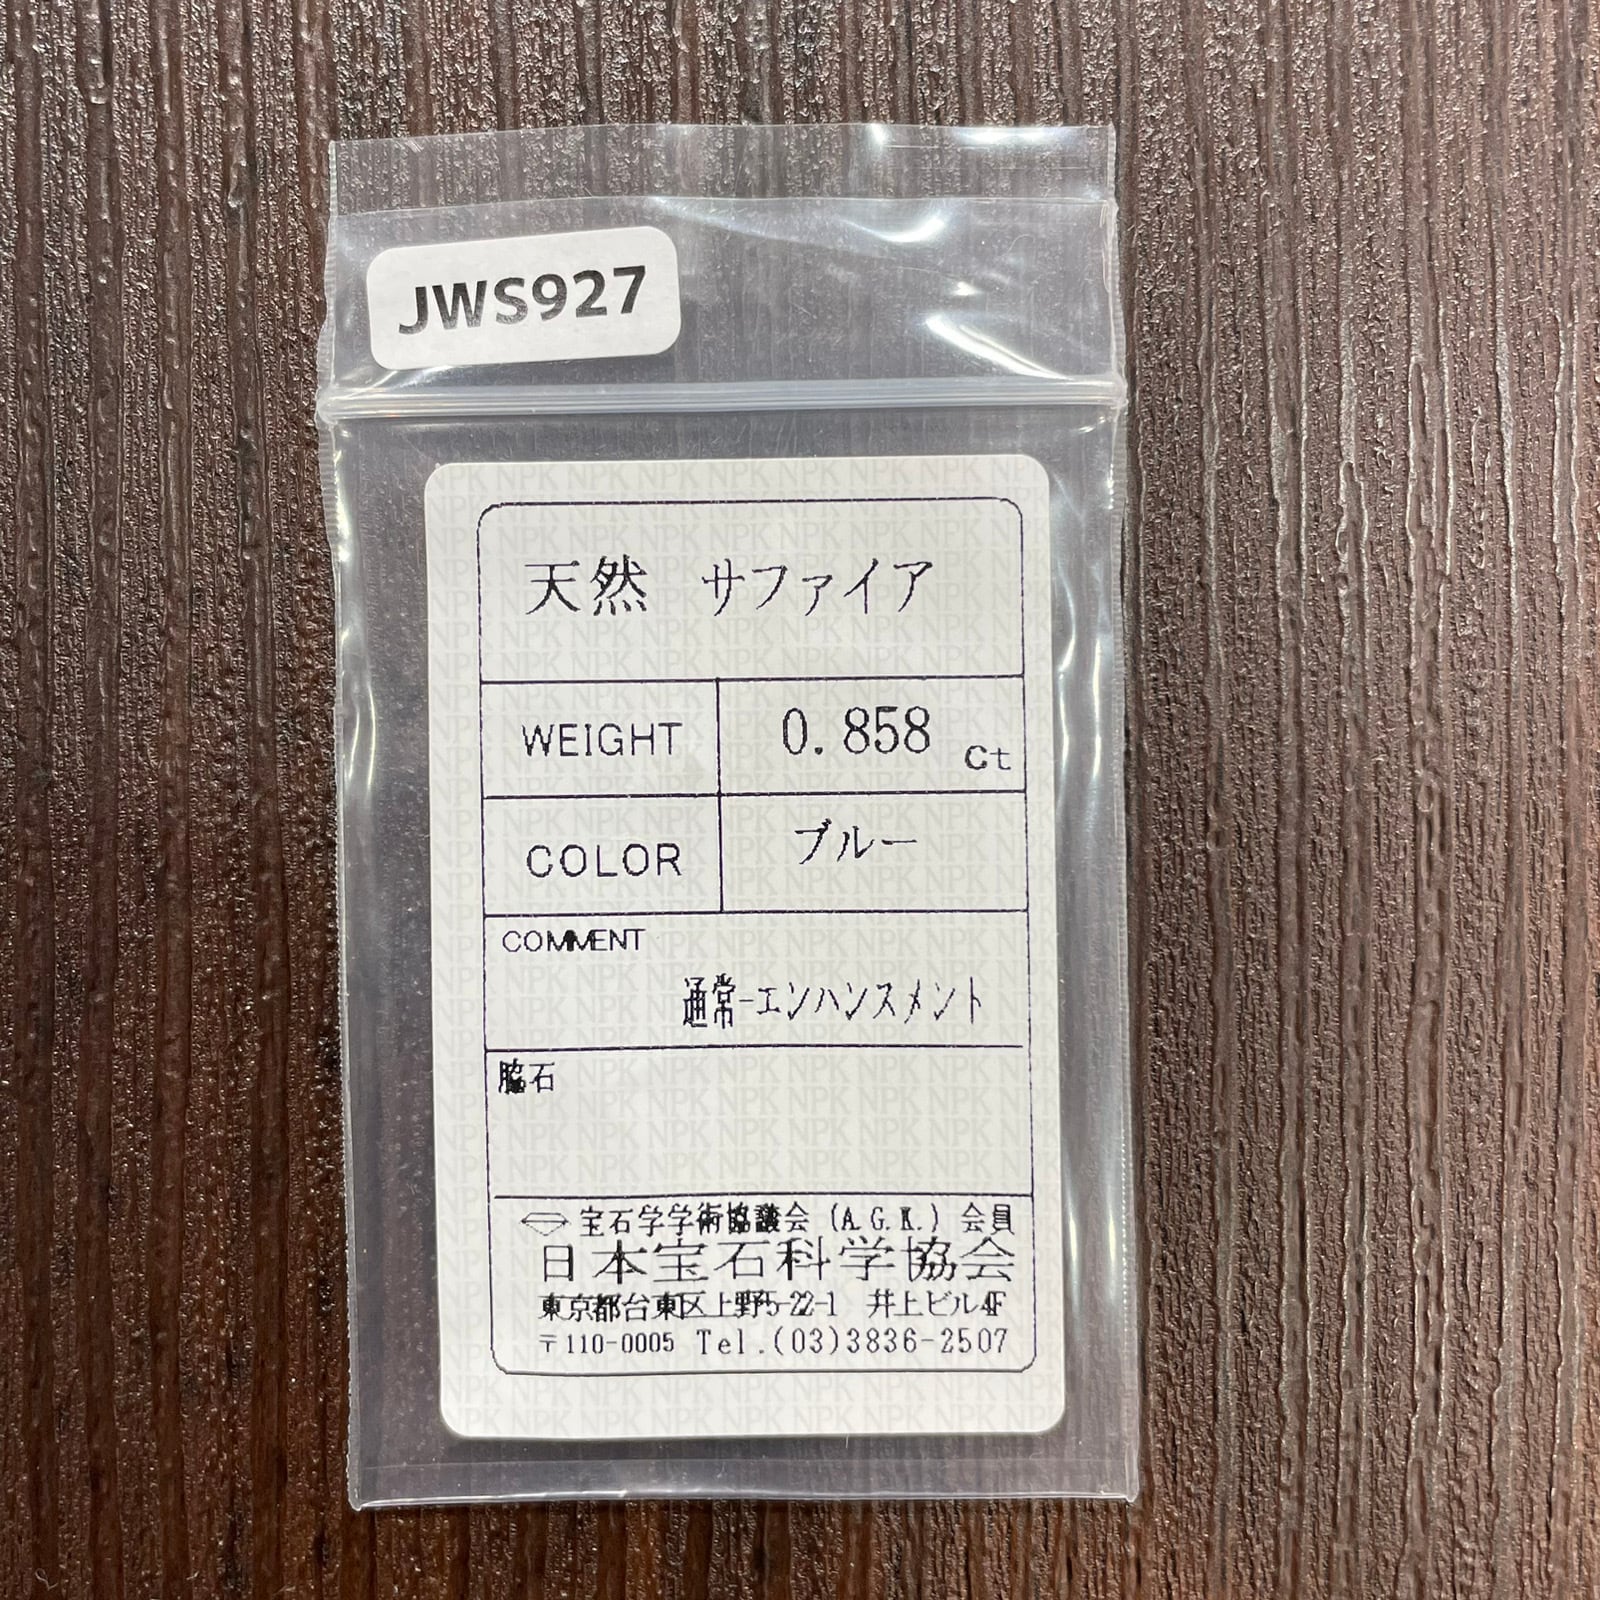 JWS927
天然 サファイア
WEIGHT 0.858 ct
COLOR ブルー
COMMENT
通常-エンハンスメント
脇石
宝石学学術協議会 (A.G.K.) 会員
日本宝石科学協会
東京都台東区上野5-22-1 井上ビル4F
〒110-0005 Tel.(03)3836-2507